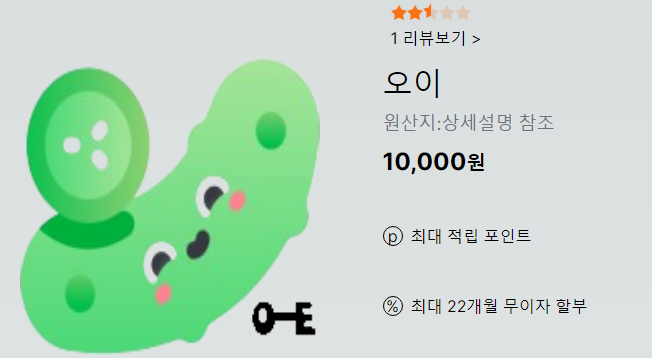 1 리뷰보기 >
오이
원산지:상세설명 참조
10,000원
ⓟ 최대 적립 포인트
% 최대 22개월 무이자 할부